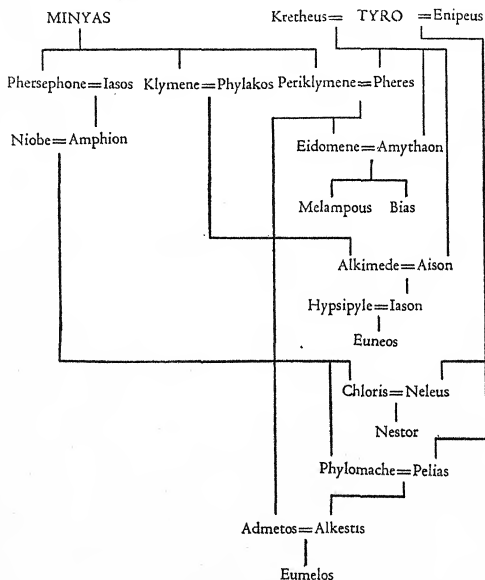 MINYAS Kretheus= TYRO =Enipeus
Phersephone=Iasos Klymene=Phylakos Periklymene=Pheres
Niobe=Amphion Eidomene=Amythaon
Melampous Bias
Alkimede=Aison
Hypsipyle=Iason
Euneos
Chloris=Neleus
Nestor
Phylomache=Pelias
Admetos=Alkestis
Eumelos